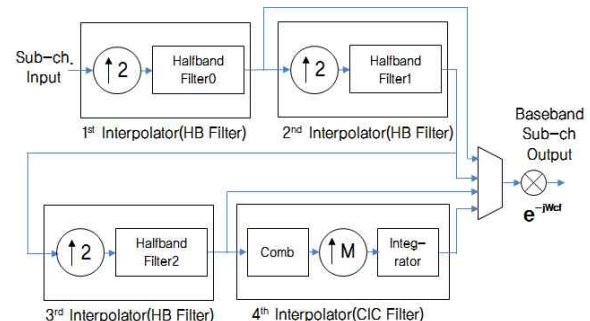 Sub-ch.
Input
↑2
Halfband
Filter0
1st Interpolator(HB Filter)
↑2
Halfband
Filter1
2nd Interpolator(HB Filter)
Baseband
Sub-ch
Output
e-jWcf
↑2
Halfband
Filter2
3rd Interpolator(HB Filter)
Comb
↑M
Integ-
rator
4th Interpolator(CIC Filter)